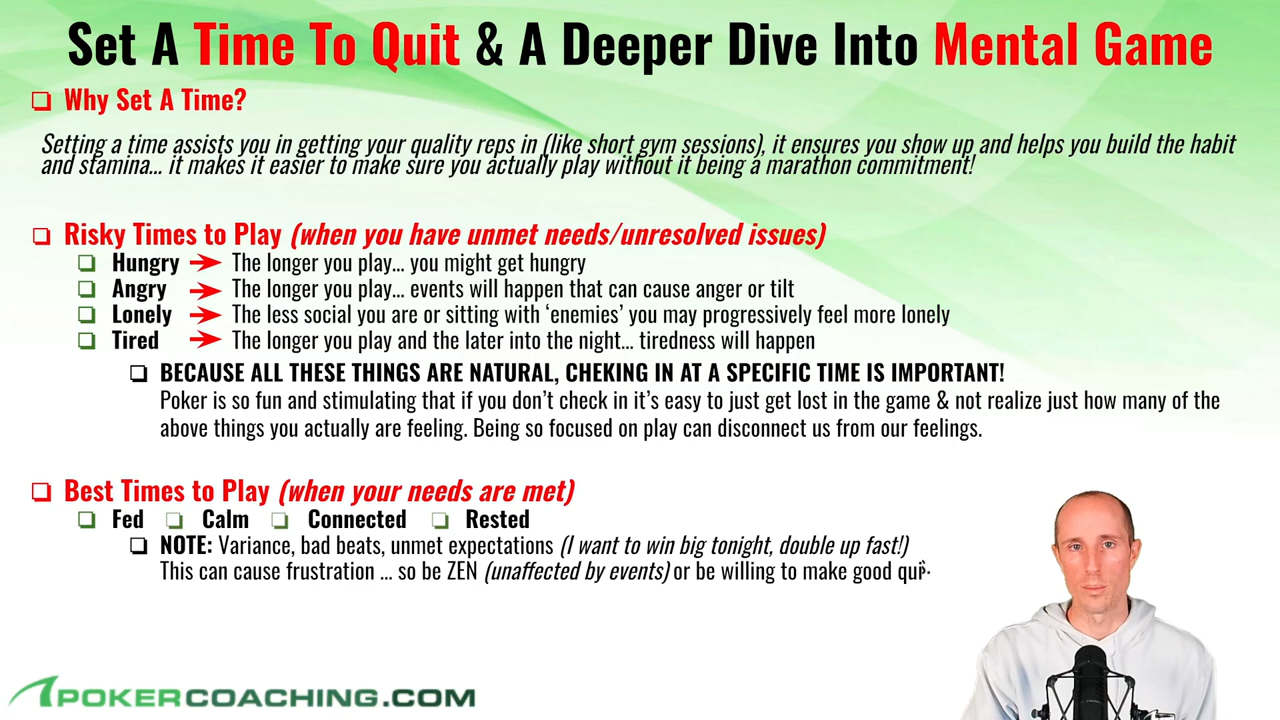 Set A Time To Quit & A Deeper Dive Into Mental Game
Why Set A Time?
Setting a time assists you in getting your quality reps in (like short gym sessions), it ensures you show up and helps you build the habit
and stamina... it makes it easier to make sure you actually play without it being a marathon commitment!
Risky Times to Play (when you have unmet needs/unresolved issues)
Hungry The longer you play... you might get hungry
Angry The longer you play... events will happen that can cause anger or tilt
Lonely The less social you are or sitting with ‘enemies’ you may progressively feel more lonely
Tired The longer you play and the later into the night... tiredness will happen
BECAUSE ALL THESE THINGS ARE NATURAL, CHEKING IN AT A SPECIFIC TIME IS IMPORTANT!
Poker is so fun and stimulating that if you don’t check in it’s easy to just get lost in the game & not realize just how many of the
above things you actually are feeling. Being so focused on play can disconnect us from our feelings.
Best Times to Play (when your needs are met)
Fed Calm Connected Rested
NOTE: Variance, bad beats, unmet expectations (I want to win big tonight, double up fast!)
This can cause frustration ... so be ZEN (unaffected by events) or be willing to make good
POKERCOACHING.COM